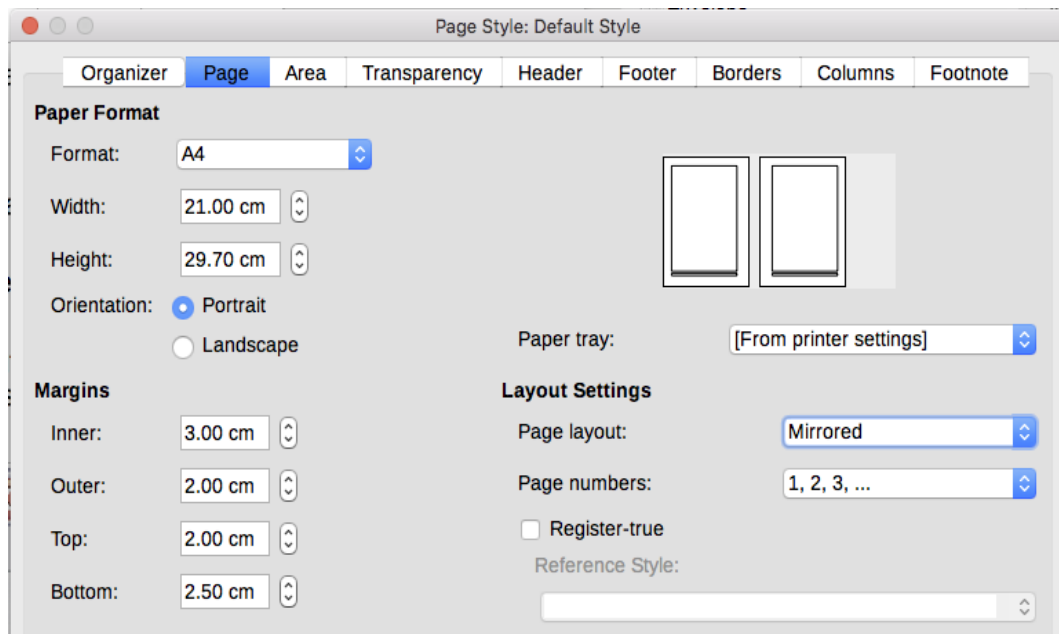 Page Style: Default Style
Organizer Page Area Transparency Header Footer Borders Columns Footnote
Paper Format
Format: A4
Width: 21.00 cm
Height: 29.70 cm
Orientation: Portrait
Landscape
Paper tray: [From printer settings]
Margins
Inner: 3.00 cm
Outer: 2.00 cm
Top: 2.00 cm
Bottom: 2.50 cm
Layout Settings
Page layout: Mirrored
Page numbers: 1, 2, 3, ...
Register-true
Reference Style: